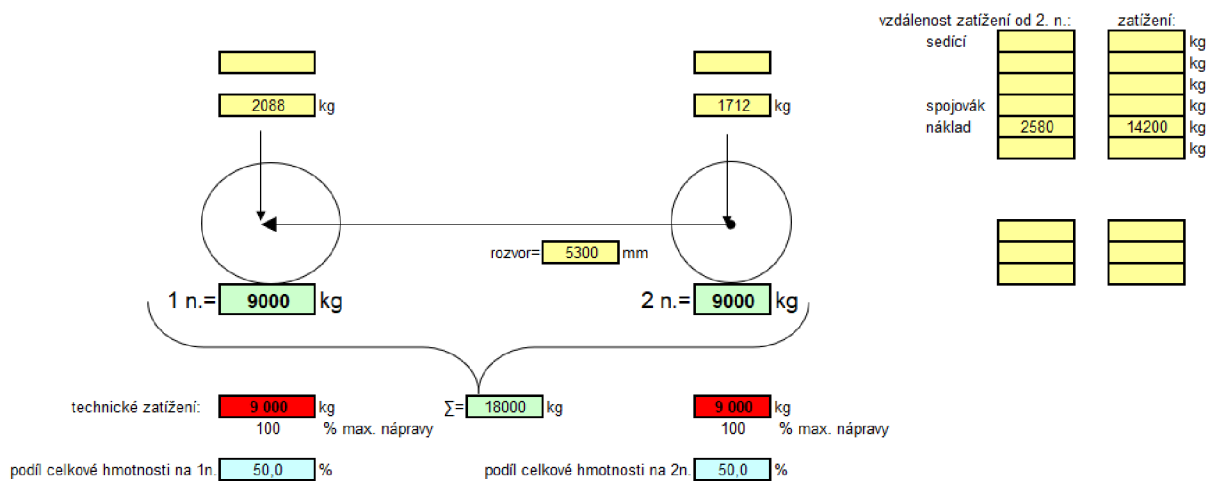 vzdálenost zatížení od 2. n.: zatížení:
sedící kg
kg
kg
2088 kg 1712 kg spojovák kg
náklad 2580 14200 kg
kg
rozvor= 5300 mm
1 n.= 9000 kg 2 n.= 9000 kg
technické zatížení: 9 000 kg ∑= 18000 kg 9 000 kg
100 % max. nápravy 100 % max. nápravy
podíl celkové hmotnosti na 1n. 50,0 % podíl celkové hmotnosti na 2n. 50,0 %